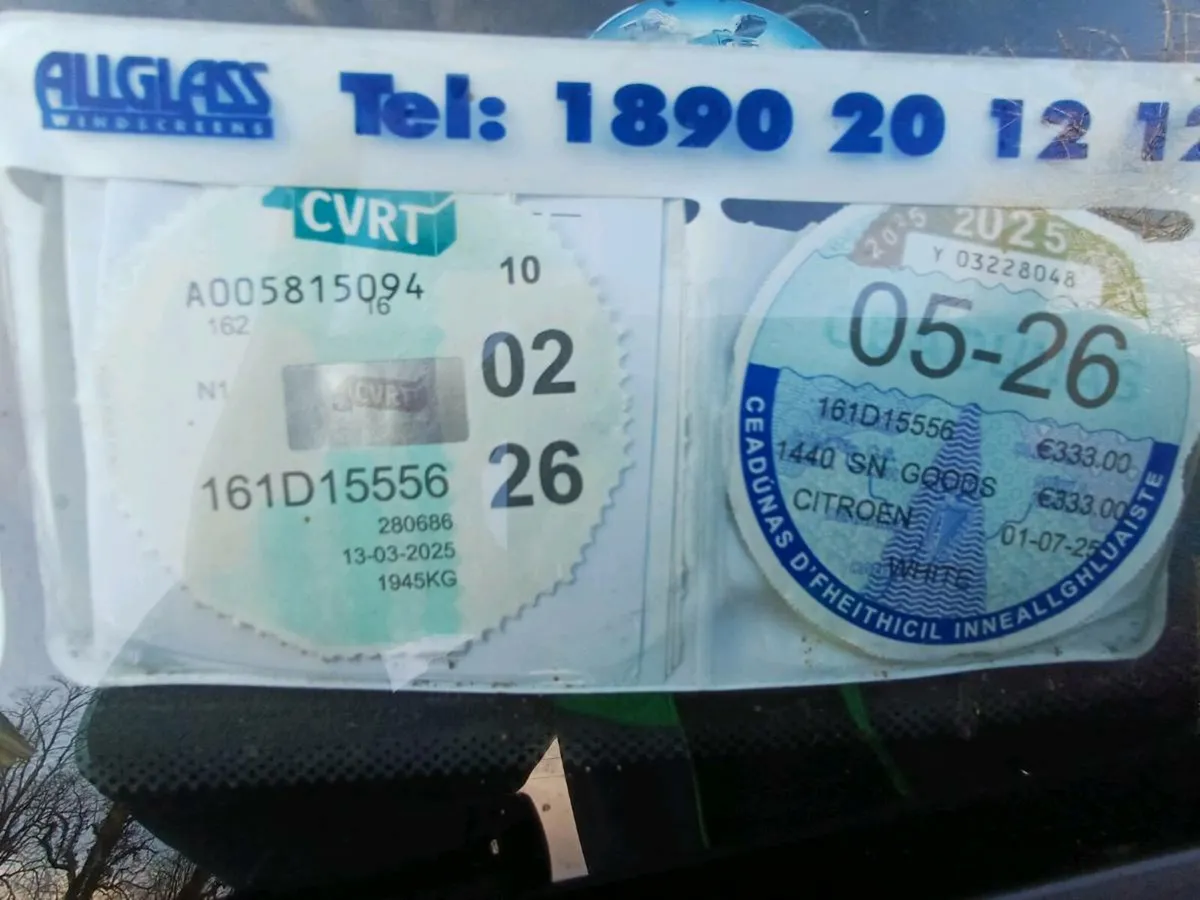 ALLGLASS
WINDSCREENS
Tel: 1890 20 12 12
CVRT
A005815094
10
16
162
02
N1
CVRT
26
161D15556
280686
13-03-2025
1945KG
2025 2025
Y 03228048
05-26
161D15556
€333.00
1440 SN GOODS
€333.00
CITROEN
01-07-25
WHITE
CEADÚNAS D'FHEITHICIL INNEALLGHLUAISTE